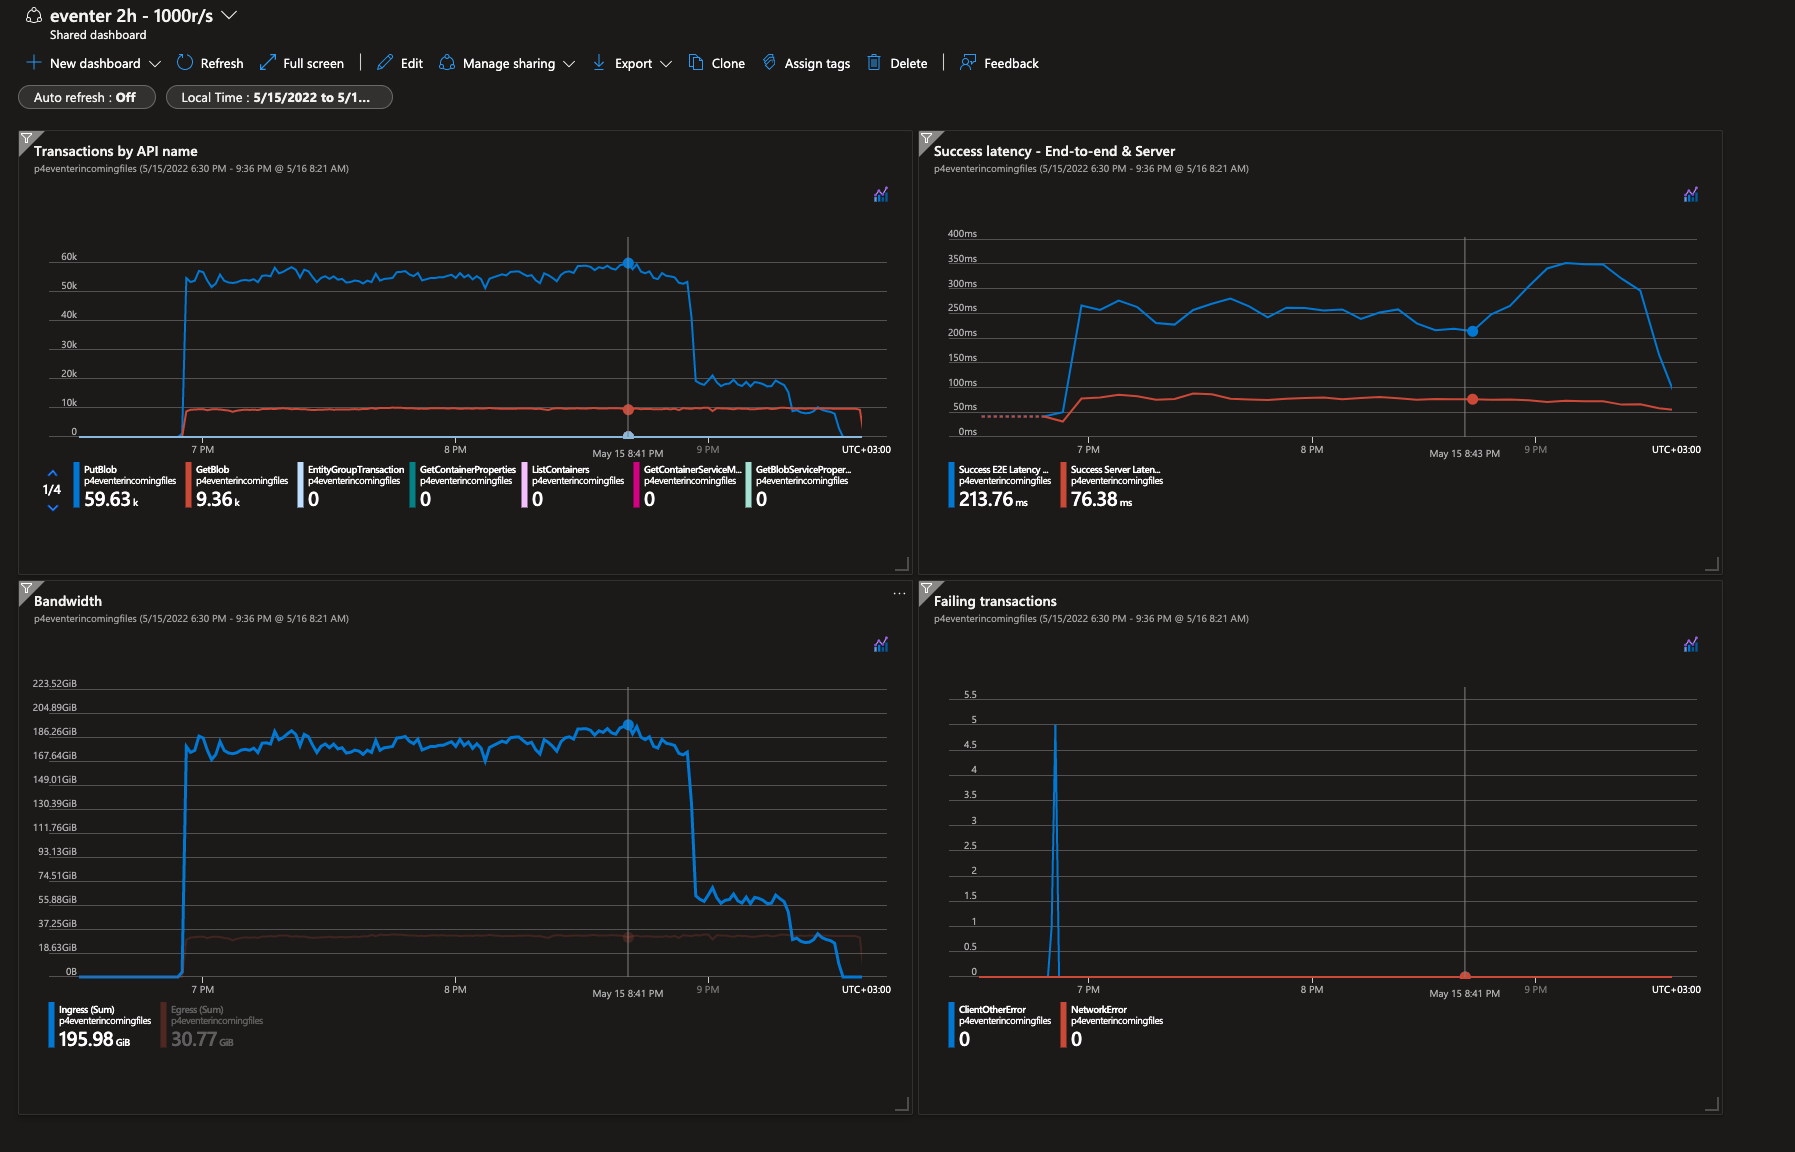 eventer 2h - 1000r/s
Shared dashboard
New dashboard Refresh Full screen Edit Manage sharing Export Clone Assign tags Delete Feedback
Auto refresh : Off Local Time : 5/15/2022 to 5/1...
Transactions by API name
p4eventerincomingfiles (5/15/2022 6:30 PM - 9:36 PM @ 5/16 8:21 AM)
60k
50k
40k
30k
20k
10k
0
7 PM 8 PM May 15 8:41 PM 9 PM UTC+03:00
1/4
PutBlob
p4eventerincomingfiles
59.63 k
GetBlob
p4eventerincomingfiles
9.36 k
EntityGroupTransaction
p4eventerincomingfiles
0
GetContainerProperties
p4eventerincomingfiles
0
ListContainers
p4eventerincomingfiles
0
GetContainerServiceM...
p4eventerincomingfiles
0
GetBlobServiceProper...
p4eventerincomingfiles
0
Success latency - End-to-end & Server
p4eventerincomingfiles (5/15/2022 6:30 PM - 9:36 PM @ 5/16 8:21 AM)
400ms
350ms
300ms
250ms
200ms
150ms
100ms
50ms
0ms
7 PM 8 PM May 15 8:43 PM 9 PM UTC+03:00
Success E2E Latency ...
p4eventerincomingfiles
213.76 ms
Success Server Laten...
p4eventerincomingfiles
76.38 ms
Bandwidth
...
p4eventerincomingfiles (5/15/2022 6:30 PM - 9:36 PM @ 5/16 8:21 AM)
223.52GiB
204.89GiB
186.26GiB
167.64GiB
149.01GiB
130.39GiB
111.76GiB
93.13GiB
74.51GiB
55.88GiB
37.25GiB
18.63GiB
0B
7 PM 8 PM May 15 8:41 PM 9 PM UTC+03:00
Ingress (Sum)
p4eventerincomingfiles
195.98 GiB
Egress (Sum)
p4eventerincomingfiles
30.77 GiB
Failing transactions
p4eventerincomingfiles (5/15/2022 6:30 PM - 9:36 PM @ 5/16 8:21 AM)
5.5
5
4.5
4
3.5
3
2.5
2
1.5
1
0.5
0
7 PM 8 PM May 15 8:41 PM 9 PM UTC+03:00
ClientOtherError
p4eventerincomingfiles
0
NetworkError
p4eventerincomingfiles
0